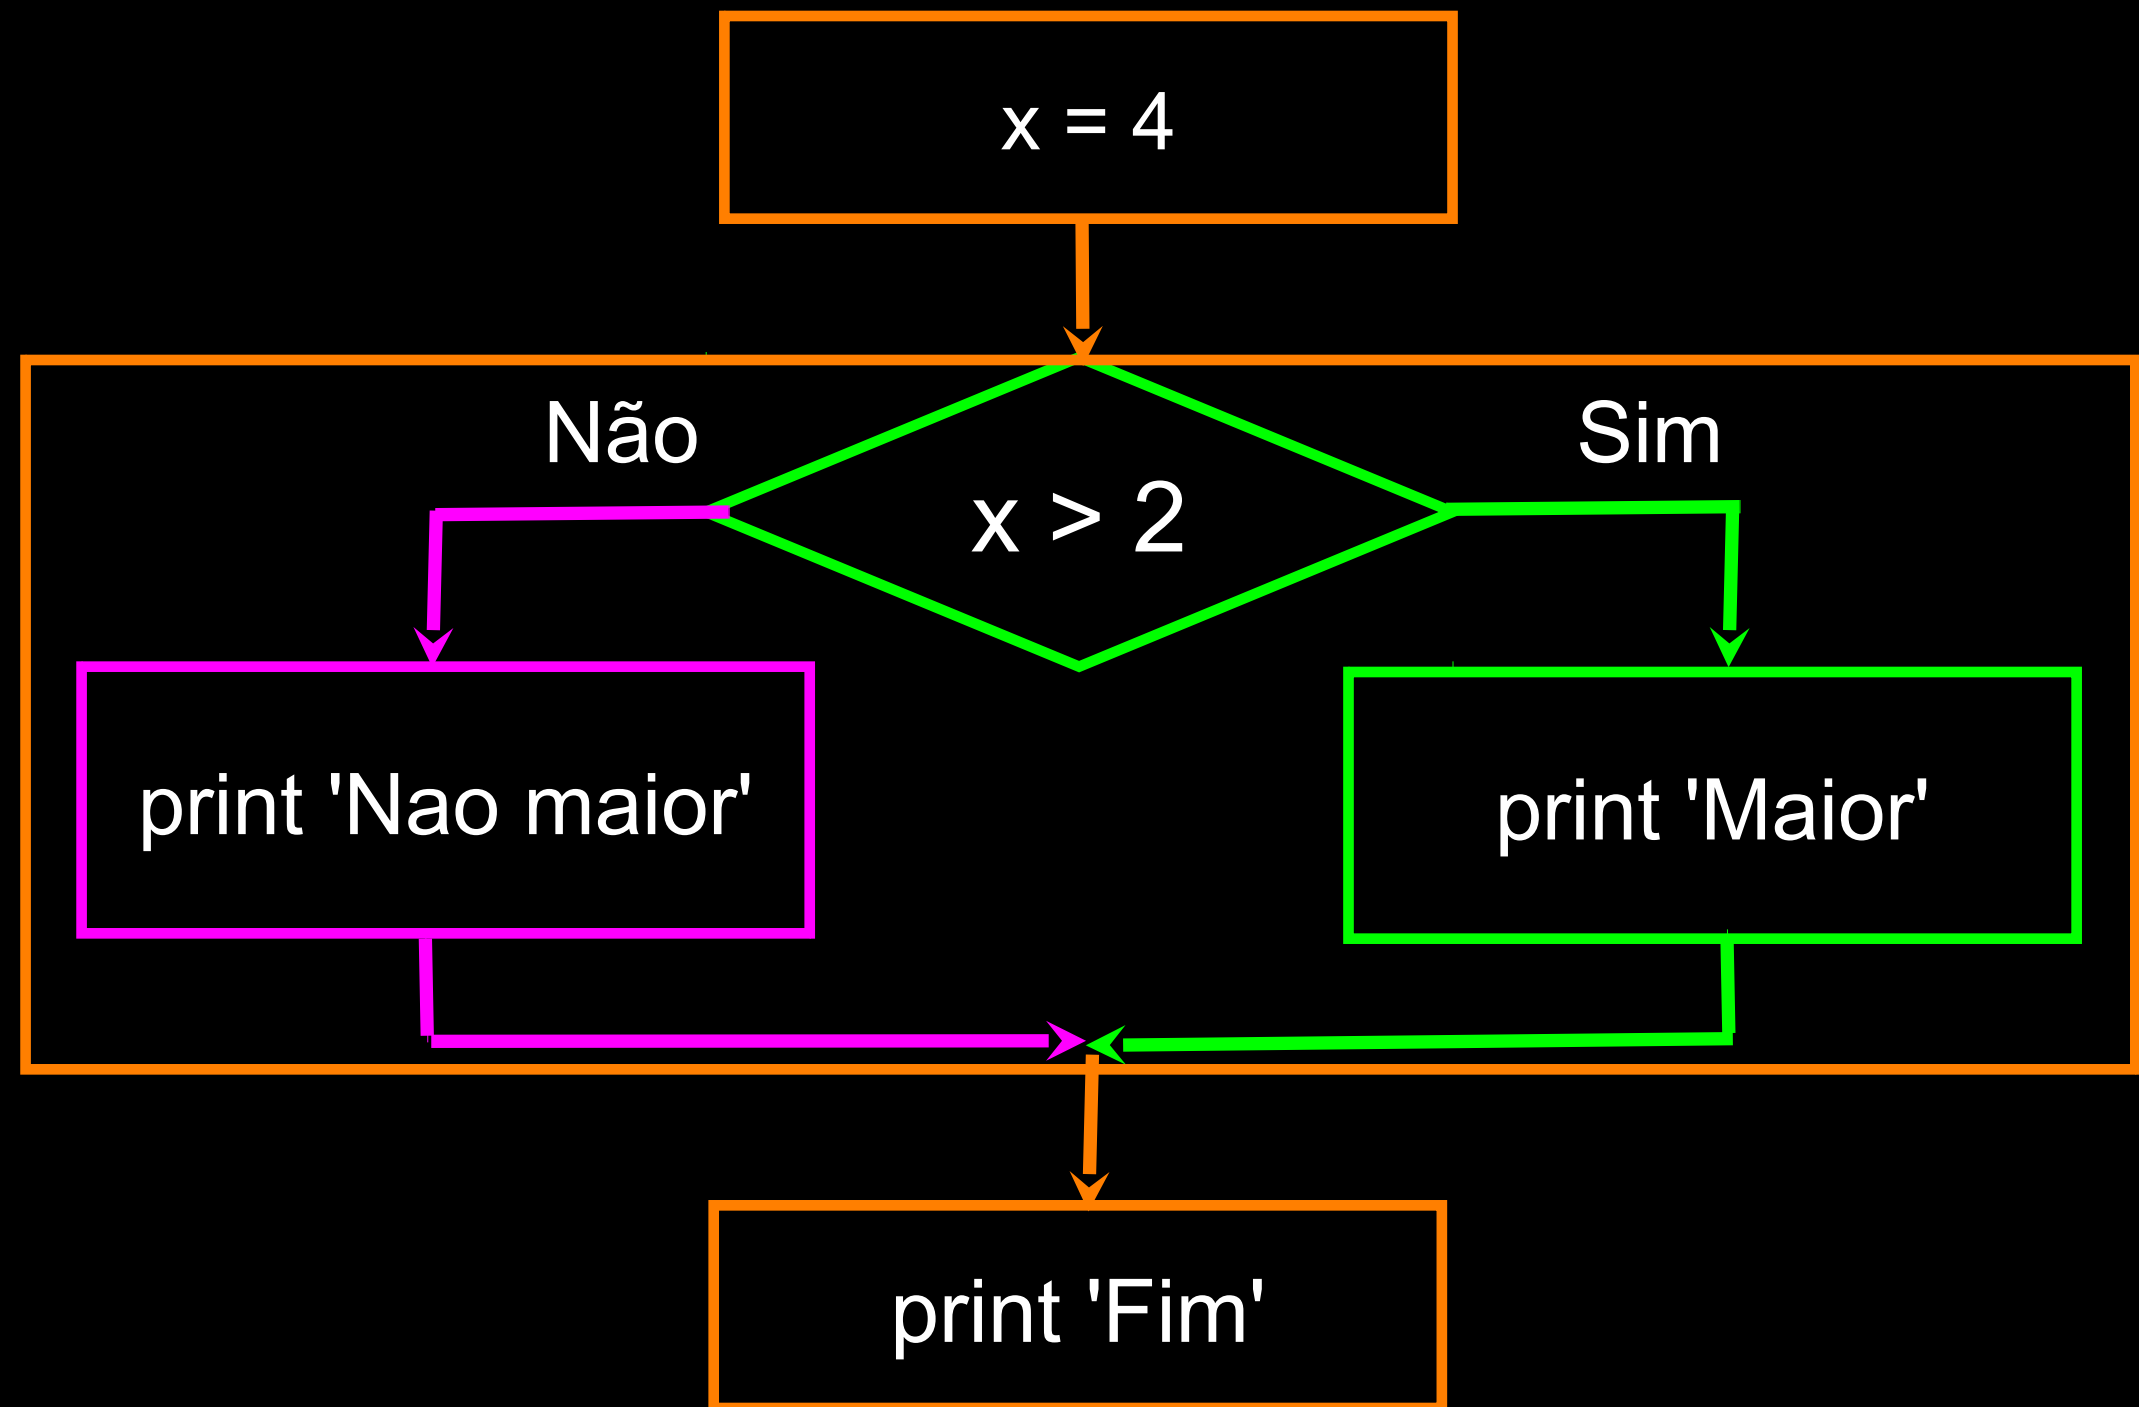 x = 4
Não
Sim
x > 2
print 'Nao maior'
print 'Maior'
print 'Fim'